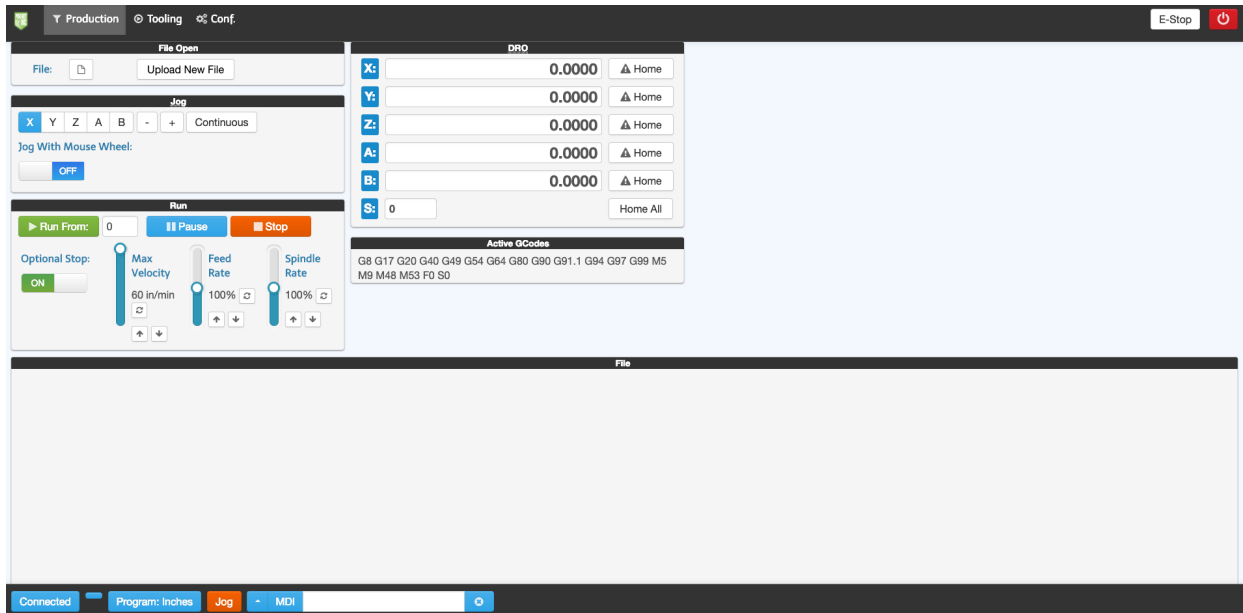 Production Tooling Conf. E-Stop
File Open
File: Upload New File
Jog
X Y Z A B - + Continuous
Jog With Mouse Wheel:
OFF
Run
Run From: 0 Pause Stop
Optional Stop:
ON
Max
Velocity
60 in/min
Feed
Rate
100%
Spindle
Rate
100%
DRO
X: 0.0000 Home
Y: 0.0000 Home
Z: 0.0000 Home
A: 0.0000 Home
B: 0.0000 Home
S: 0 Home All
Active GCodes
G8 G17 G20 G40 G49 G54 G64 G80 G90 G91.1 G94 G97 G99 M5
M9 M48 M53 F0 S0
File
Connected Program: Inches Jog - MDI